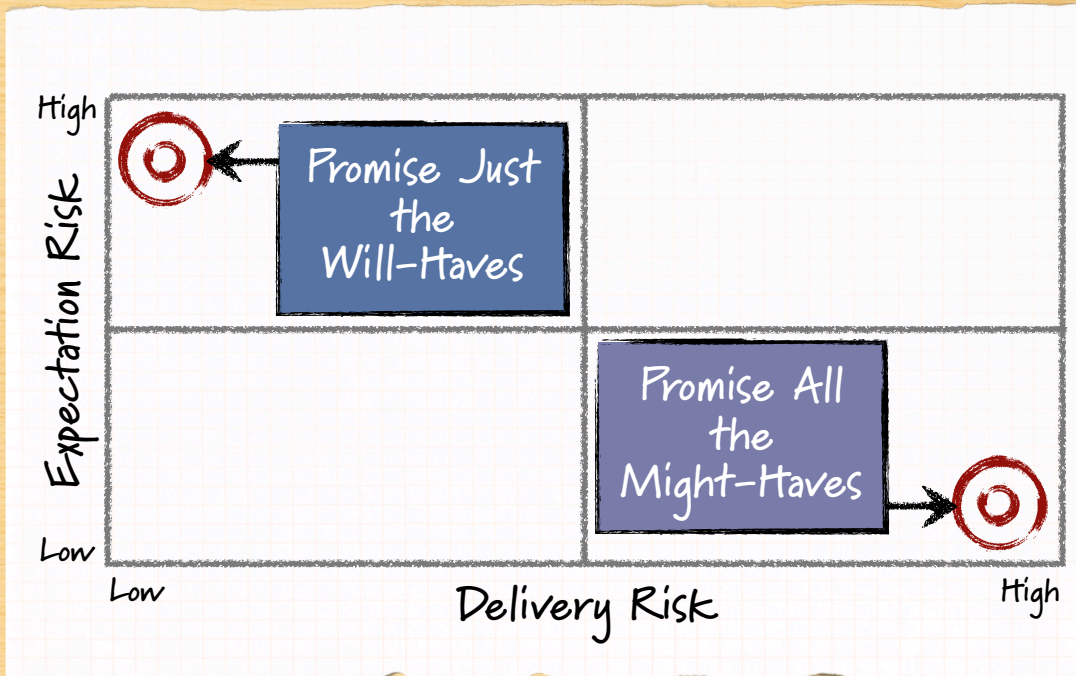 High
Promise Just
the
Will-Haves
Expectation Risk
Promise All
the
Might-Haves
Low
Low
Delivery Risk
High